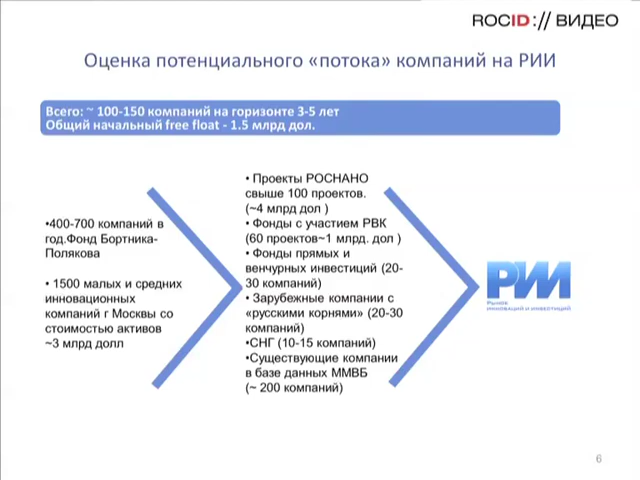 ROCID:// ВИДЕО
Оценка потенциального «потока» компаний на РИИ
Всего: ~ 100-150 компаний на горизонте 3-5 лет
Общий начальный free float - 1.5 млрд дол.
•400-700 компаний в
год.Фонд Бортника-
Полякова
• 1500 малых и средних
инновационных
компаний г Москвы со
стоимостью активов
~3 млрд долл
• Проекты РОСНАНО
свыше 100 проектов.
(~4 млрд дол )
• Фонды с участием РВК
(60 проектов~1 млрд. дол )
• Фонды прямых и
венчурных инвестиций (20-
30 компаний)
• Зарубежные компании с
«русскими корнями» (20-30
компаний)
•СНГ (10-15 компаний)
•Существующие компании
в базе данных ММВБ
(~ 200 компаний)
РИИ
Рынок
инноваций и инвестиций
6